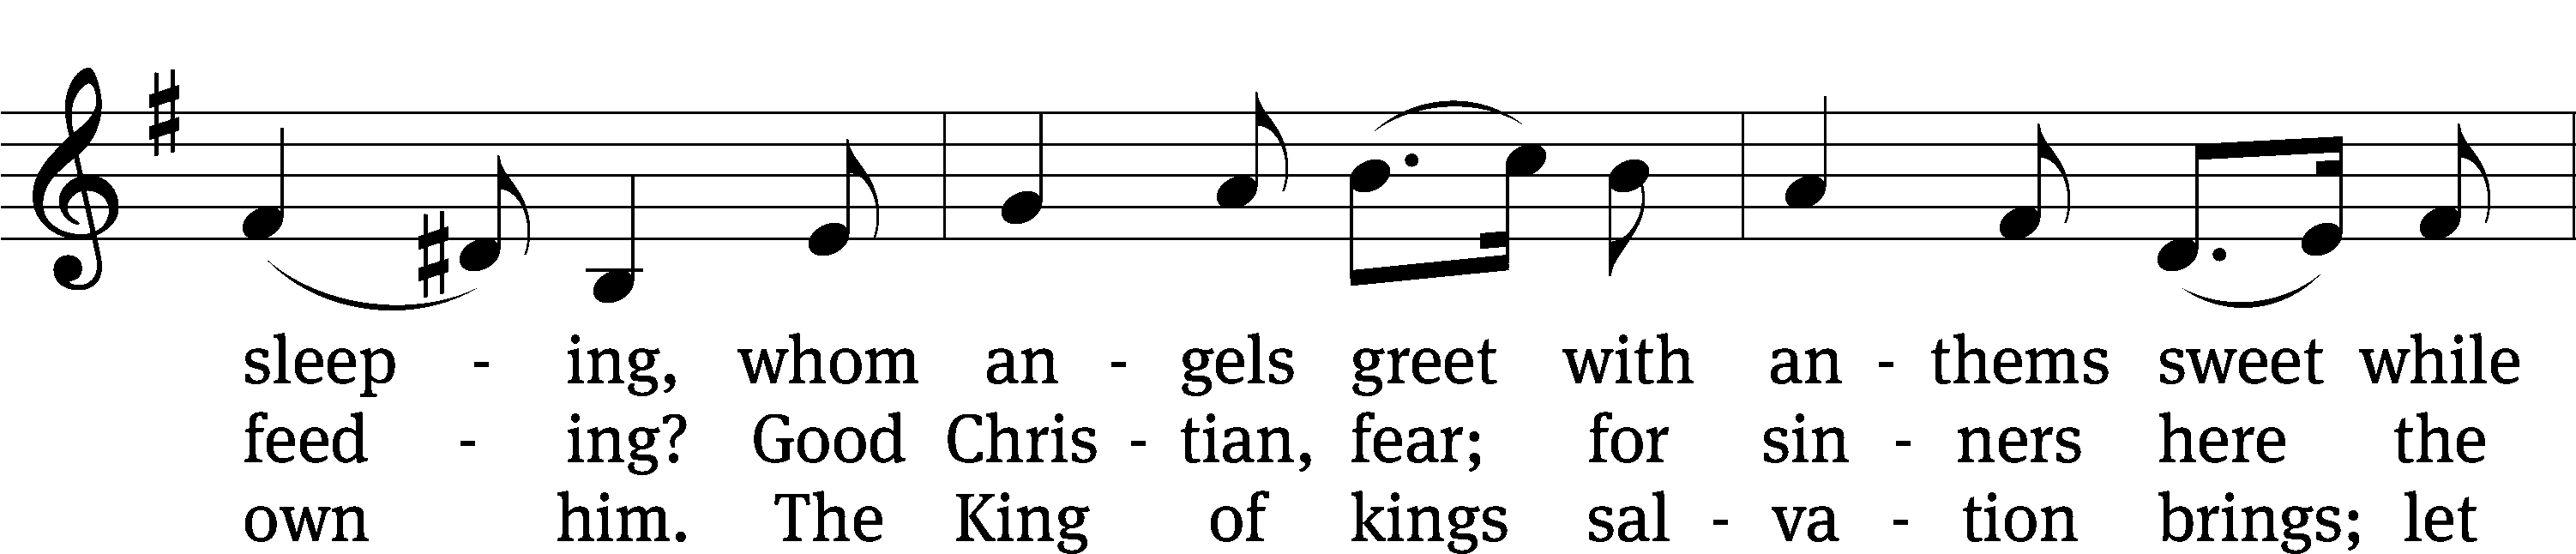 sleep - ing, whom an - gels greet with an - thems sweet while
feed - ing? Good Chris - tian, fear; for sin - ners here the
own him. The King of kings sal - va - tion brings; let